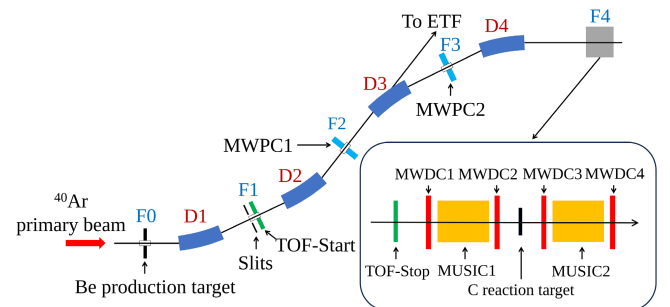 To ETF
D4
F4
F3
D3
MWPC2
F2
MWPC1
D2
F1
40Ar
primary beam
F0
D1
TOF-Start
Slits
Be production target
MWDC1
MWDC2
MWDC3
MWDC4
TOF-Stop
MUSIC1
MUSIC2
C reaction target